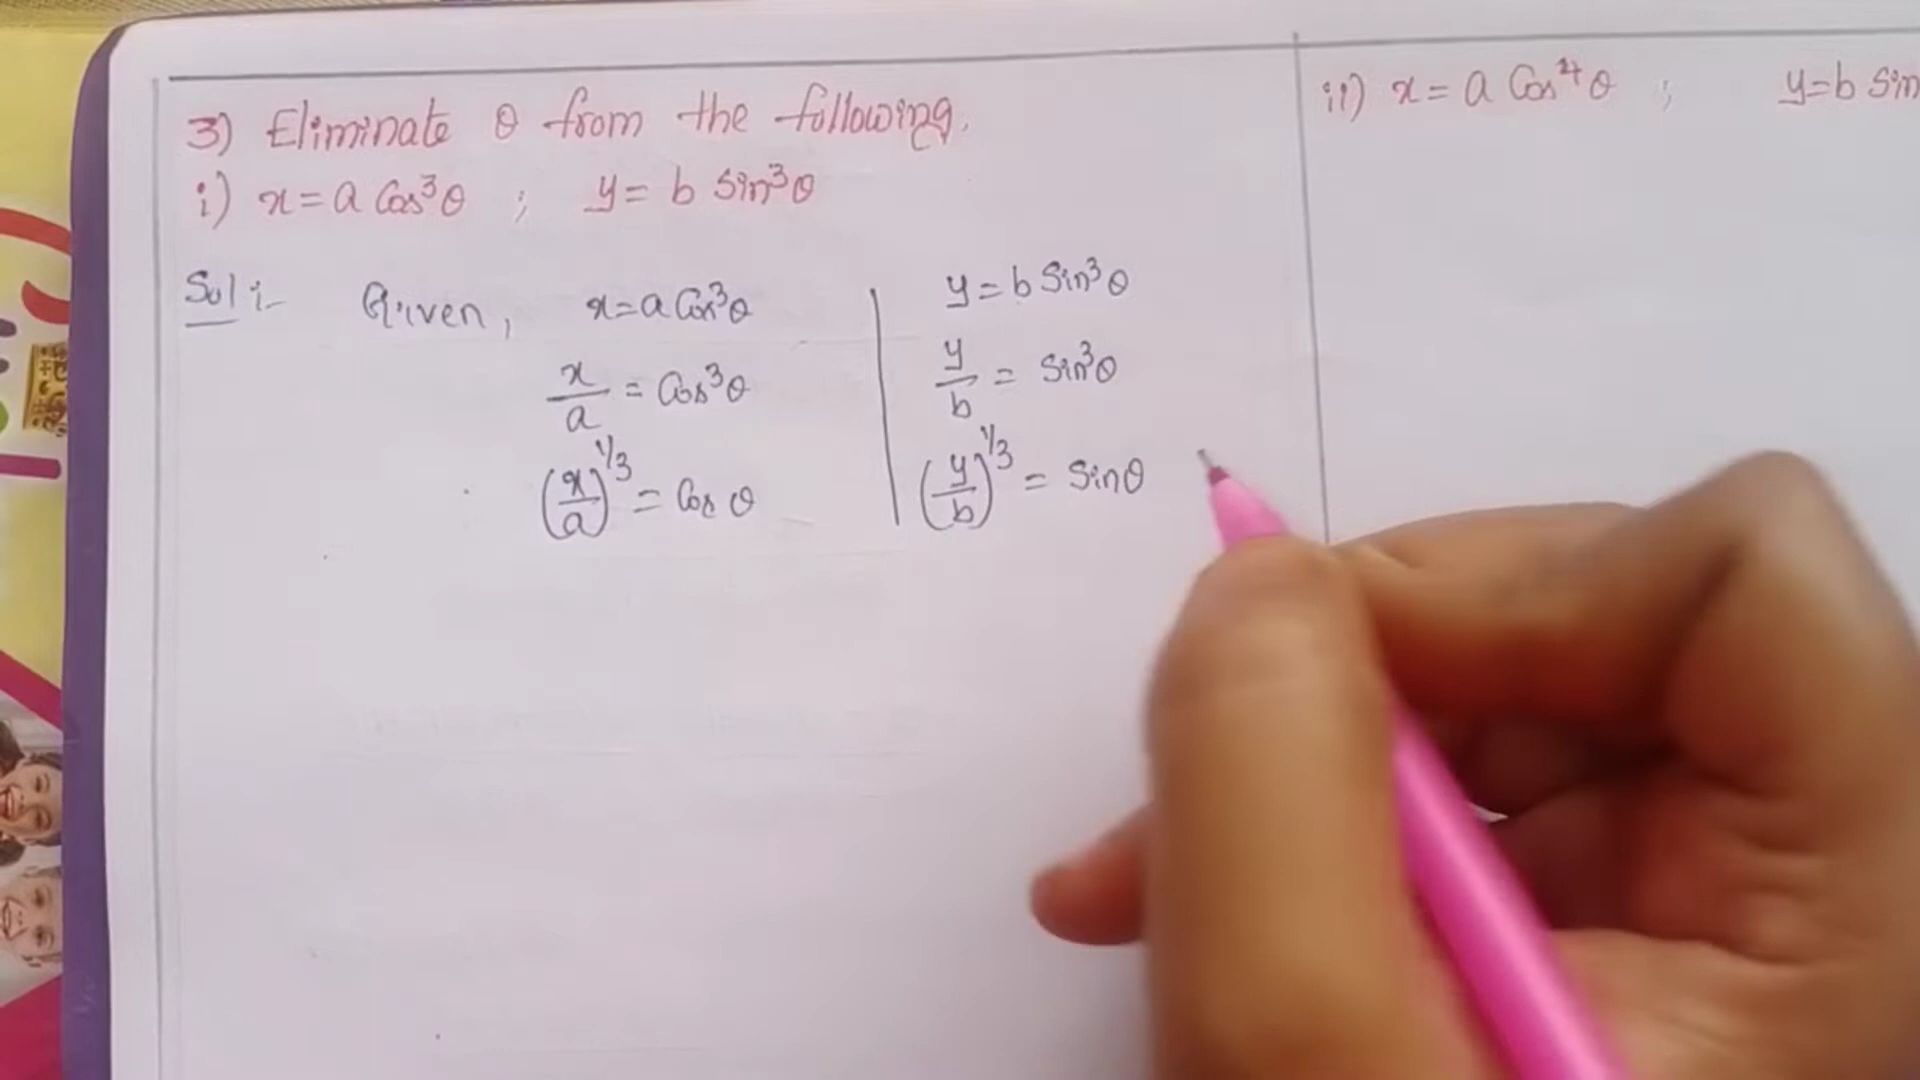 3) Eliminate θ from the following.
i) x = a Cos³θ ; y = b Sin³θ
Sol :- Given, x = a Cos³θ
x/a = Cos³θ
(x/a)^1/3 = Cos θ
y = b Sin³θ
y/b = Sin³θ
(y/b)^1/3 = Sinθ
ii) x = a Cos⁴θ ; y = b Sin